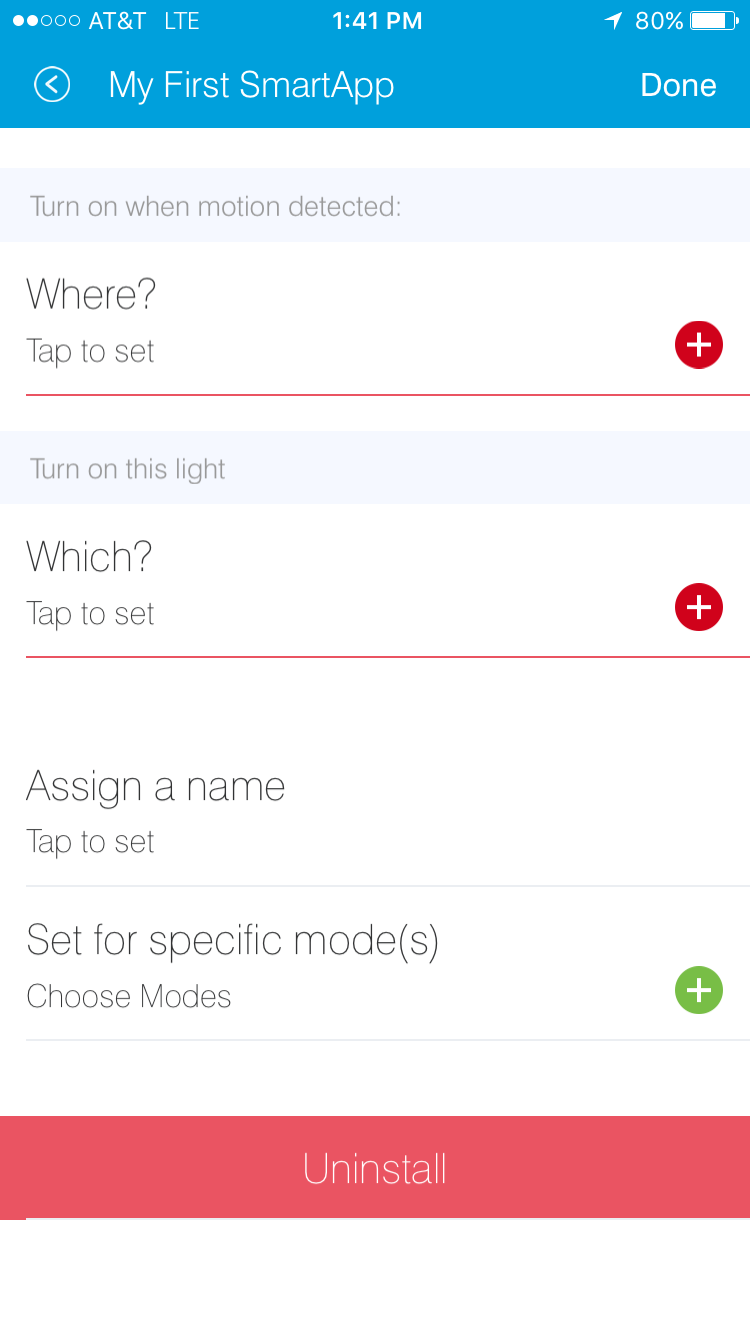 AT&T LTE 1:41 PM 80%
My First SmartApp Done
Turn on when motion detected:
Where?
Tap to set
Turn on this light
Which?
Tap to set
Assign a name
Tap to set
Set for specific mode(s)
Choose Modes
Uninstall